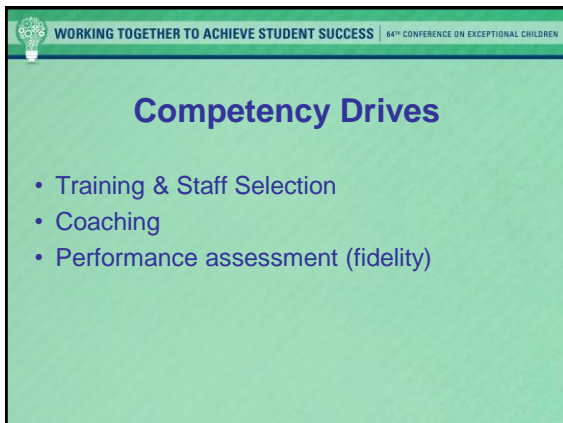 WORKING TOGETHER TO ACHIEVE STUDENT SUCCESS | 64TH CONFERENCE ON EXCEPTIONAL CHILDREN
Competency Drives
• Training & Staff Selection
• Coaching
• Performance assessment (fidelity)